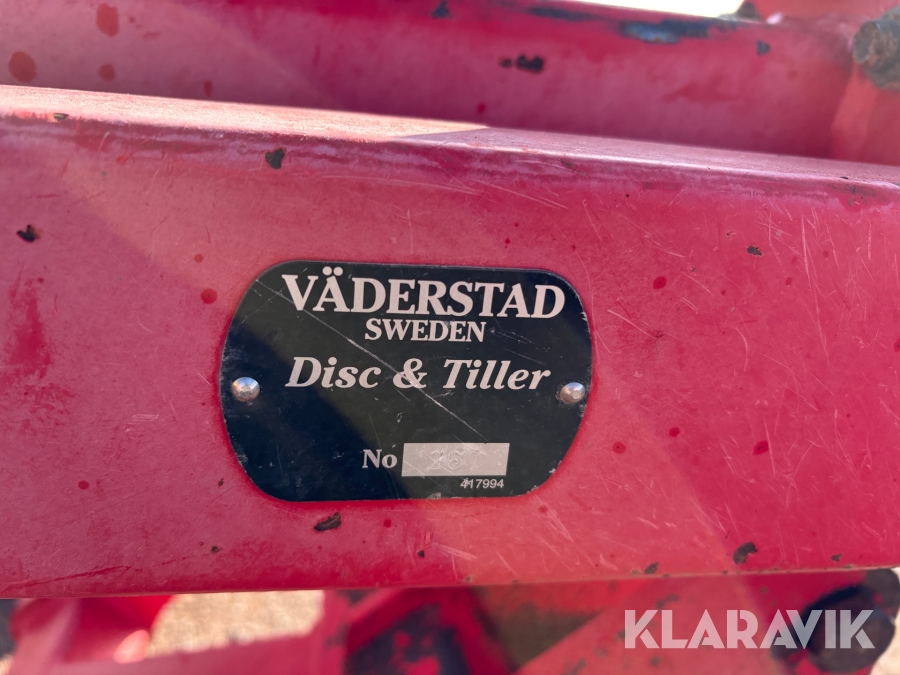 VÄDERSTAD
SWEDEN
Disc & Tiller
No
417994
KLARAVIK